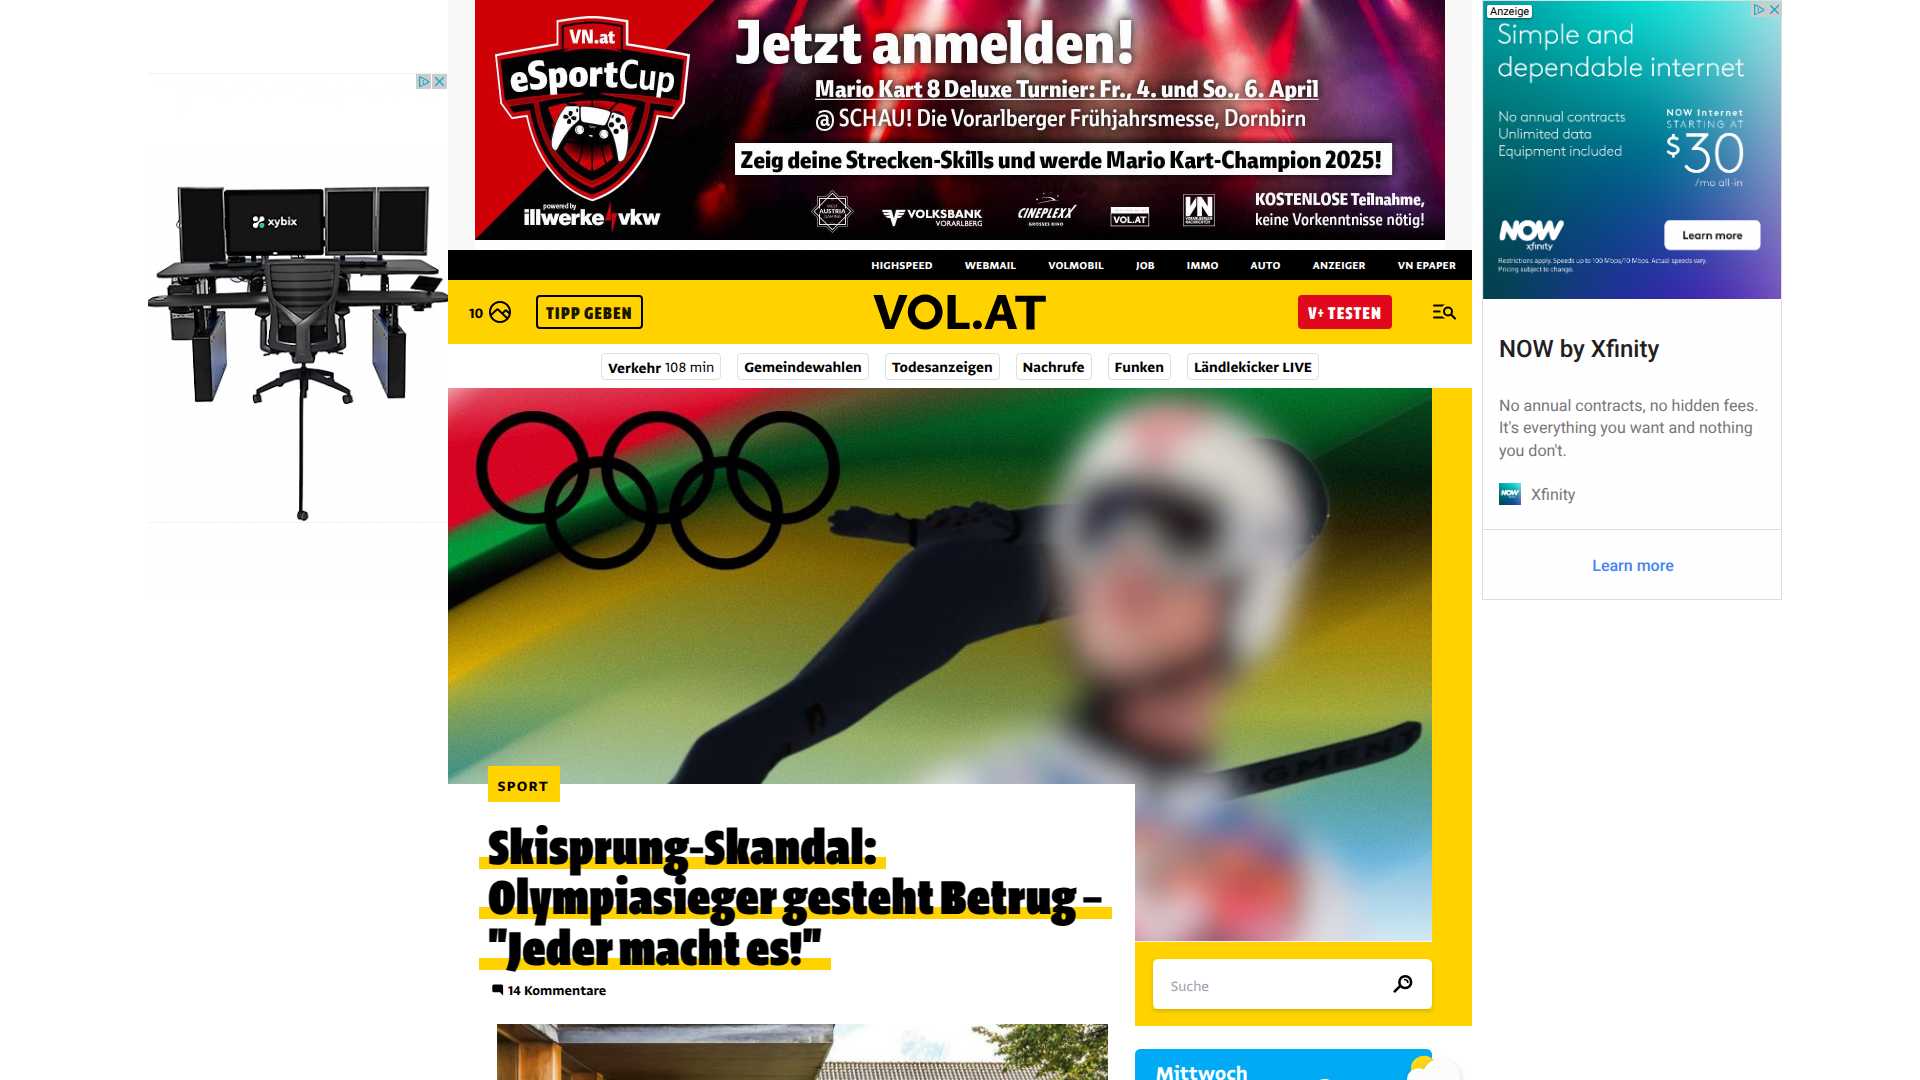 VN.at
eSportCup
powered by
illwerke vkw
Jetzt anmelden!
Mario Kart 8 Deluxe Turnier: Fr., 4. und So., 6. April
@ SCHAU! Die Vorarlberger Frühjahrsmesse, Dornbirn
Zeig deine Strecken-Skills und werde Mario Kart-Champion 2025!
AUSTRIA
VOLKSBANK
VORARLBERG
CINEPLEXX
VOL.AT
VN
KOSTENLOSE Teilnahme,
keine Vorkenntnisse nötig!
xybix
Anzeige
Simple and
dependable internet
No annual contracts
Unlimited data
Equipment included
NOW Internet
STARTING AT
$30
/mo all-in
NOW
xfinity
Learn more
Restrictions apply. Speeds up to 100 Mbps/10 Mbps. Actual speeds vary.
Pricing subject to change.
NOW by Xfinity
No annual contracts, no hidden fees.
It's everything you want and nothing
you don't.
NOW
Xfinity
Learn more
HIGHSPEED WEBMAIL VOLMOBIL JOB IMMO AUTO ANZEIGER VN EPAPER
10 TIPP GEBEN VOL.AT V+ TESTEN
Verkehr 108 min Gemeindewahlen Todesanzeigen Nachrufe Funken Ländlekicker LIVE
GMENT
SPORT
Skisprung-Skandal:
Olympiasieger gesteht Betrug –
"Jeder macht es!"
14 Kommentare
Suche
Mittwoch